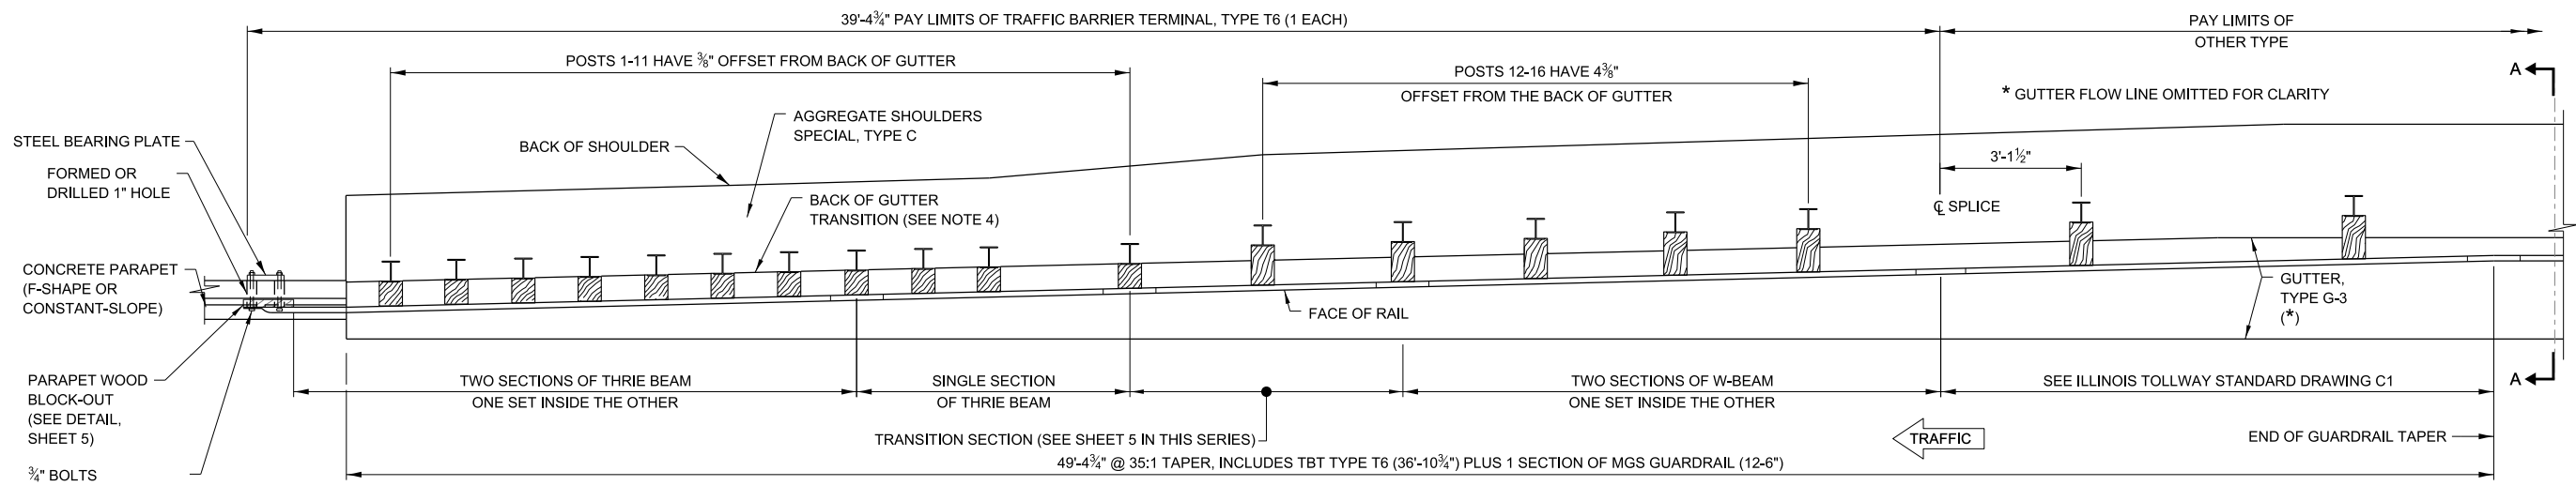 39'-4¾" PAY LIMITS OF TRAFFIC BARRIER TERMINAL, TYPE T6 (1 EACH)
PAY LIMITS OF
OTHER TYPE
POSTS 1-11 HAVE ⅜" OFFSET FROM BACK OF GUTTER
POSTS 12-16 HAVE 4⅜"
OFFSET FROM THE BACK OF GUTTER
A
* GUTTER FLOW LINE OMITTED FOR CLARITY
AGGREGATE SHOULDERS
SPECIAL, TYPE C
STEEL BEARING PLATE
BACK OF SHOULDER
3'-1½"
FORMED OR
DRILLED 1" HOLE
BACK OF GUTTER
TRANSITION (SEE NOTE 4)
℄ SPLICE
CONCRETE PARAPET
(F-SHAPE OR
CONSTANT-SLOPE)
GUTTER,
TYPE G-3
(*)
FACE OF RAIL
PARAPET WOOD
BLOCK-OUT
(SEE DETAIL,
SHEET 5)
TWO SECTIONS OF THRIE BEAM
ONE SET INSIDE THE OTHER
SINGLE SECTION
OF THRIE BEAM
TWO SECTIONS OF W-BEAM
ONE SET INSIDE THE OTHER
SEE ILLINOIS TOLLWAY STANDARD DRAWING C1
A
TRANSITION SECTION (SEE SHEET 5 IN THIS SERIES)
TRAFFIC
END OF GUARDRAIL TAPER
49'-4¾" @ 35:1 TAPER, INCLUDES TBT TYPE T6 (36'-10¾") PLUS 1 SECTION OF MGS GUARDRAIL (12-6")
¾" BOLTS